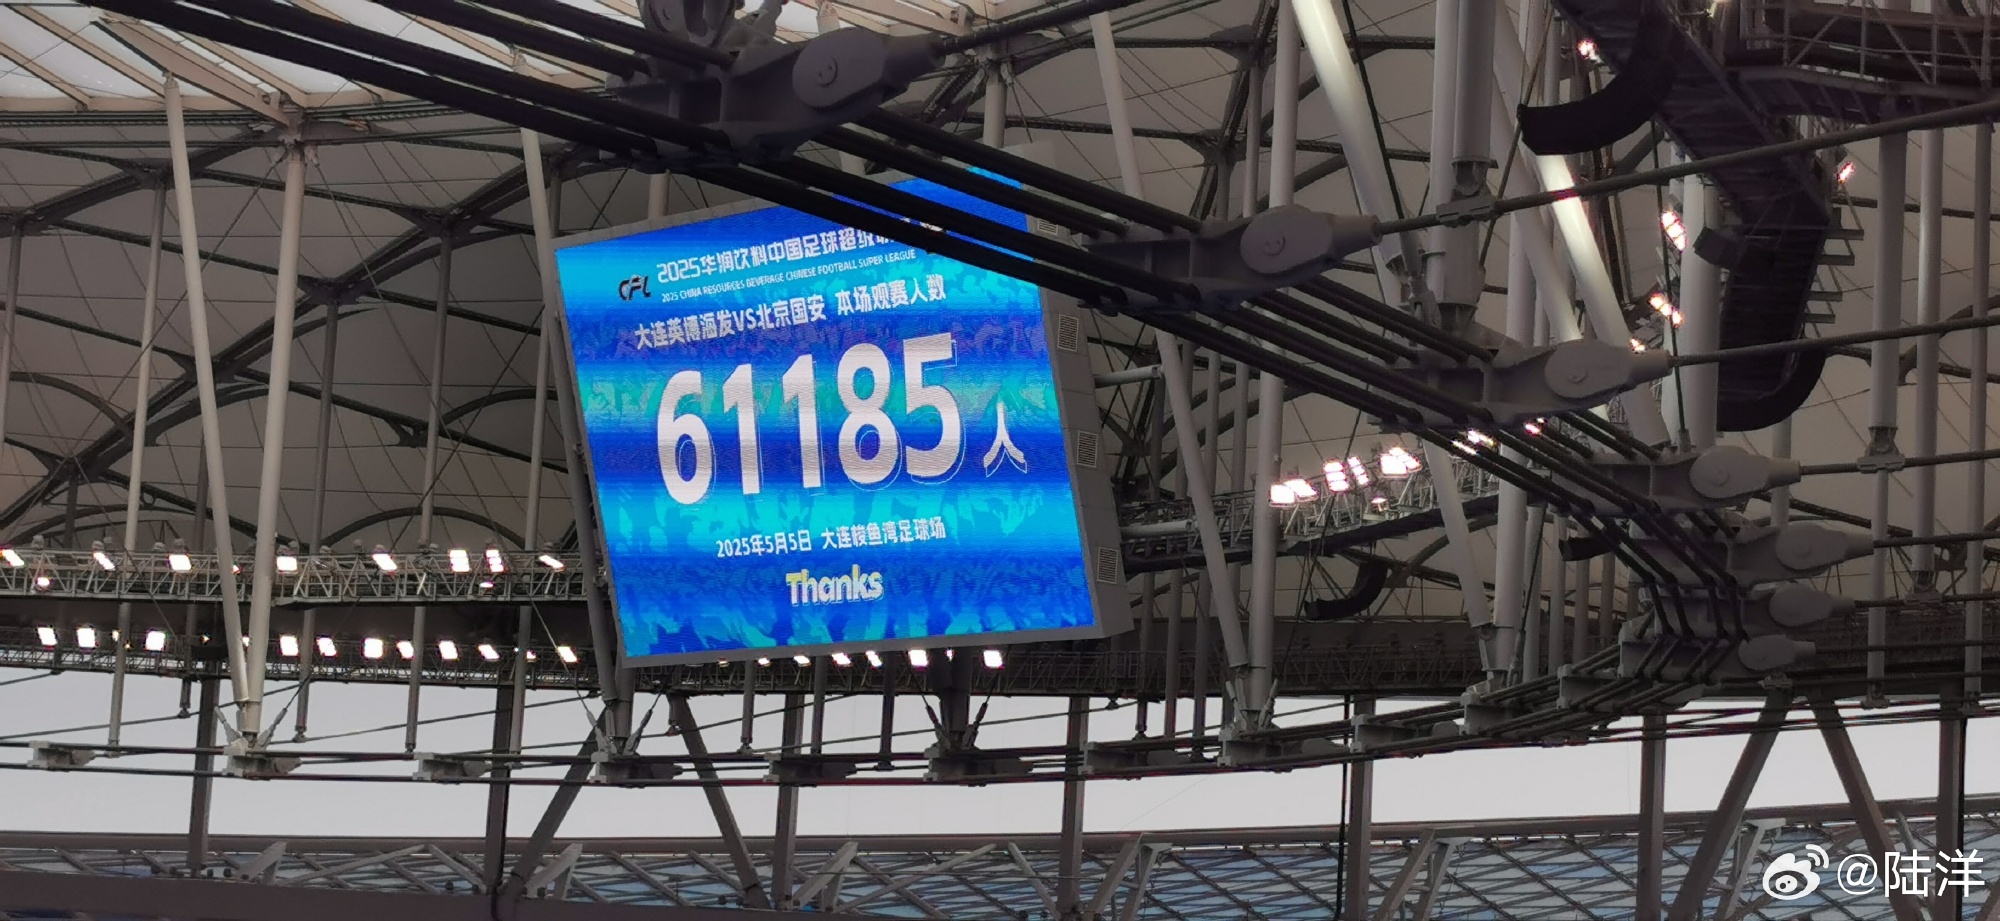 2025华润饮料中国足球超级
CFL
2025 CHINA RESOURCES BEVERAGE CHINESE FOOTBALL SUPER LEAGUE
大连英博海发VS北京国安 本场观赛人数
61185人
2025年5月5日 大连梭鱼湾足球场
Thanks
@陆洋